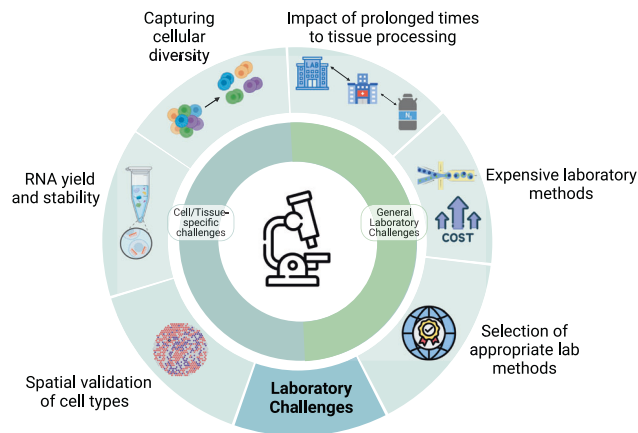 Capturing
cellular
diversity
Impact of prolonged times
to tissue processing
LAB
N₂
RNA yield
and stability
Cell/Tissue-
specific
challenges
General
Laboratory
Challenges
Expensive laboratory
methods
COST
Spatial validation
of cell types
Laboratory
Challenges
Selection of
appropriate lab
methods